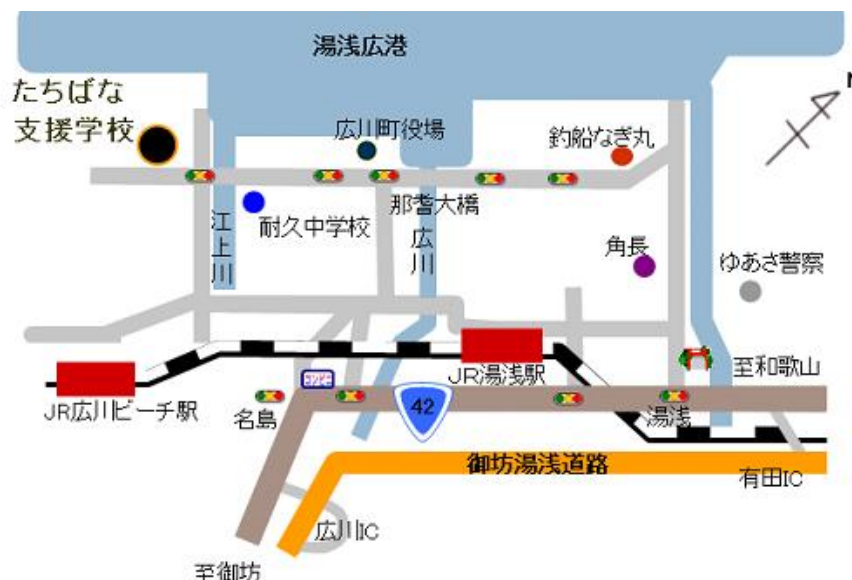 湯浅広港
たちばな
支援学校
N
広川町役場
釣船なぎ丸
那耆大橋
耐久中学校
江上川
広川
角長
ゆあさ警察
コンビニ
JR湯浅駅
至和歌山
JR広川ビーチ駅
名島
42
湯浅
御坊湯浅道路
有田IC
広川IC
至御坊